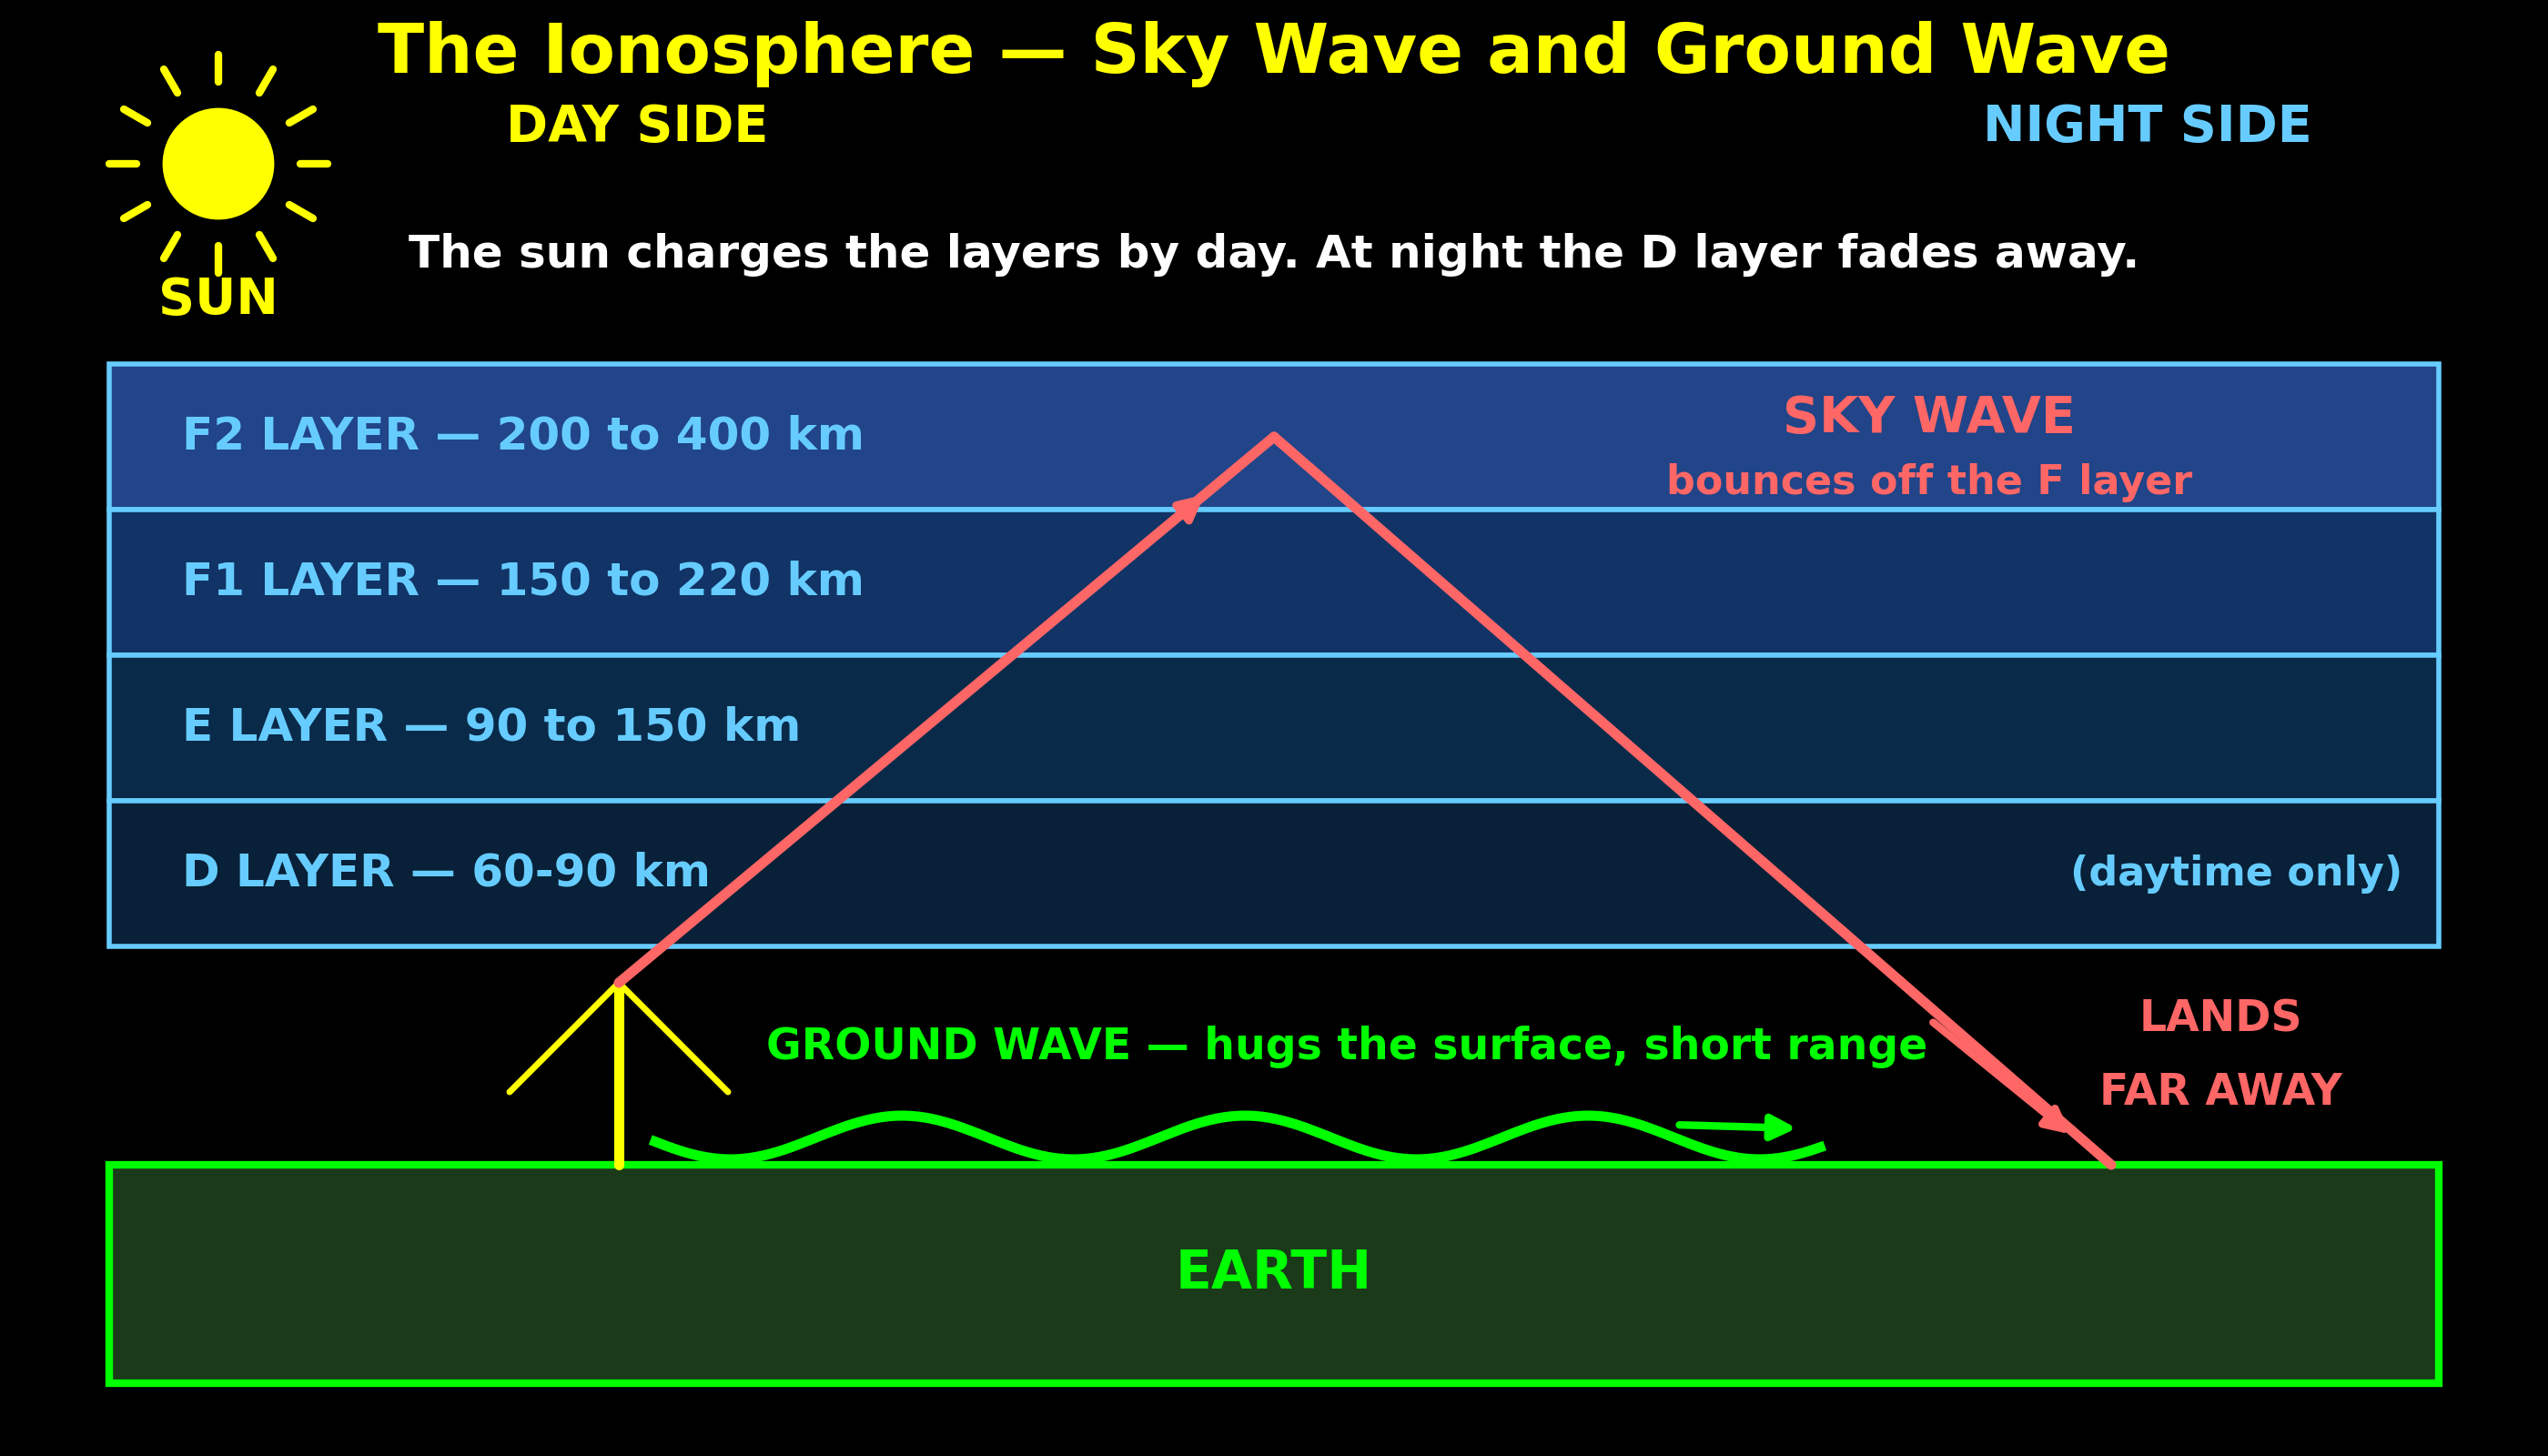 The Ionosphere — Sky Wave and Ground Wave
DAY SIDE
NIGHT SIDE
The sun charges the layers by day. At night the D layer fades away.
SUN
F2 LAYER — 200 to 400 km
SKY WAVE
bounces off the F layer
F1 LAYER — 150 to 220 km
E LAYER — 90 to 150 km
D LAYER — 60-90 km
(daytime only)
GROUND WAVE — hugs the surface, short range
LANDS
FAR AWAY
EARTH